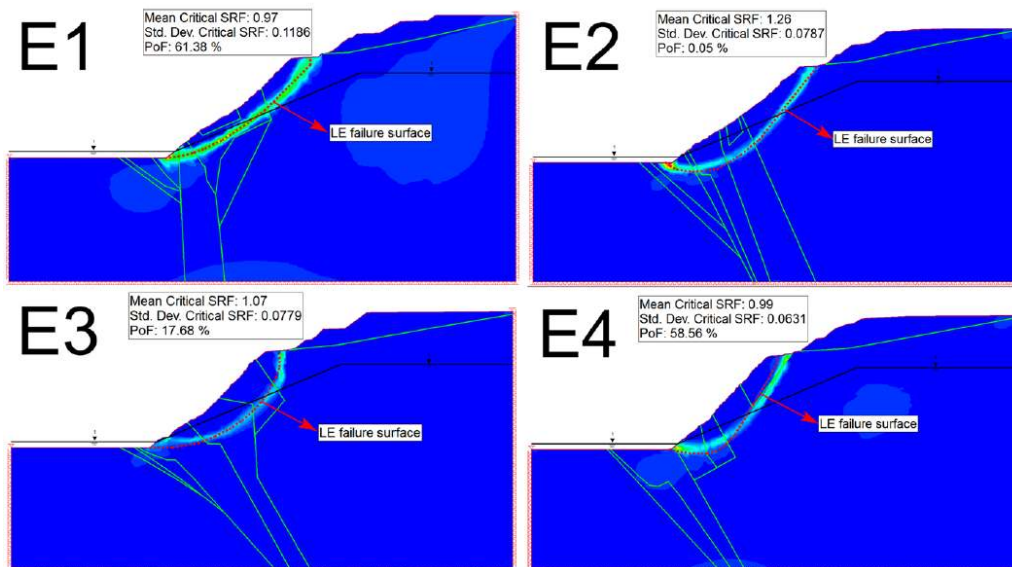 E1
Mean Critical SRF: 0.97
Std. Dev. Critical SRF: 0.1186
PoF: 61.38 %
LE failure surface
E2
Mean Critical SRF: 1.26
Std. Dev. Critical SRF: 0.0787
PoF: 0.05 %
LE failure surface
E3
Mean Critical SRF: 1.07
Std. Dev. Critical SRF: 0.0779
PoF: 17.68 %
LE failure surface
E4
Mean Critical SRF: 0.99
Std. Dev. Critical SRF: 0.0631
PoF: 58.56 %
LE failure surface